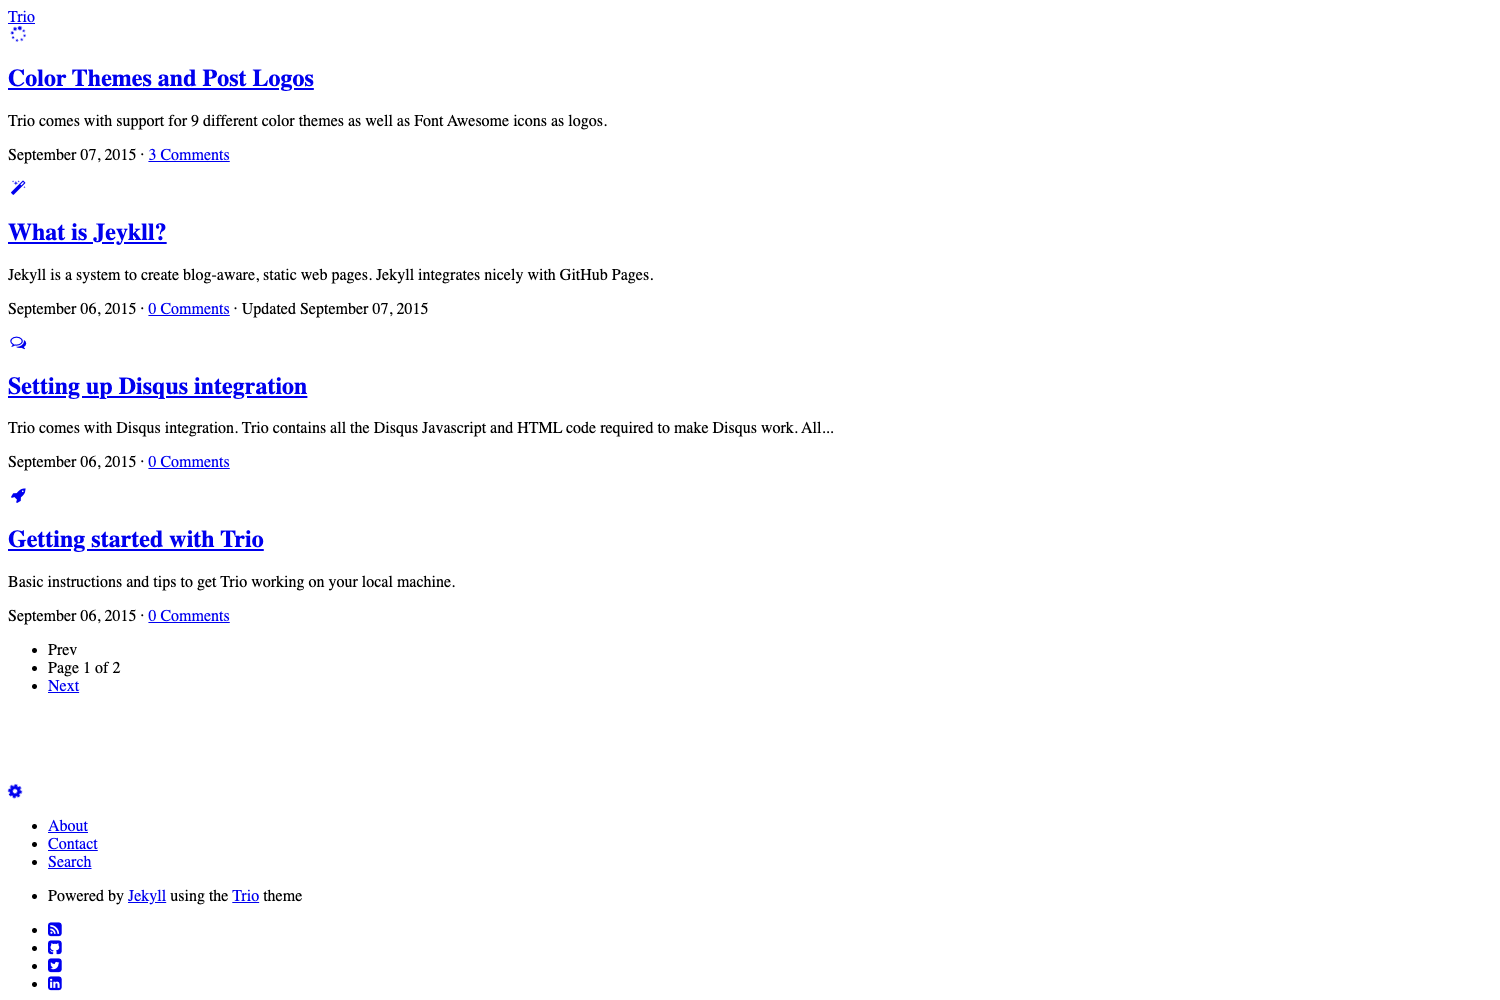 Trio
Color Themes and Post Logos
Trio comes with support for 9 different color themes as well as Font Awesome icons as logos.
September 07, 2015 · 3 Comments
What is Jeykll?
Jekyll is a system to create blog-aware, static web pages. Jekyll integrates nicely with GitHub Pages.
September 06, 2015 · 0 Comments · Updated September 07, 2015
Setting up Disqus integration
Trio comes with Disqus integration. Trio contains all the Disqus Javascript and HTML code required to make Disqus work. All...
September 06, 2015 · 0 Comments
Getting started with Trio
Basic instructions and tips to get Trio working on your local machine.
September 06, 2015 · 0 Comments
Prev
Page 1 of 2
Next
About
Contact
Search
Powered by Jekyll using the Trio theme